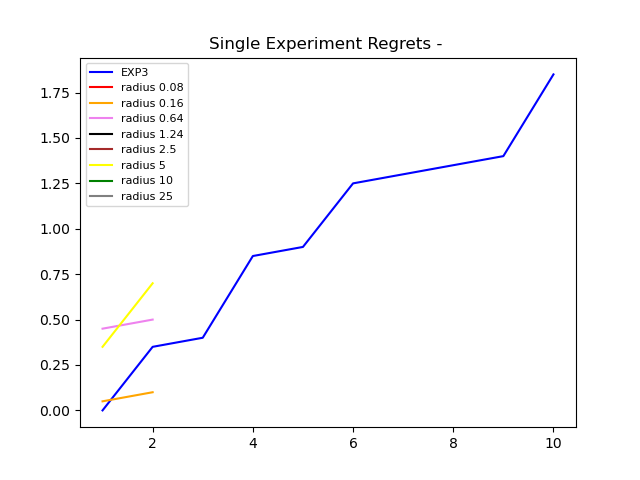 Single Experiment Regrets -
EXP3
radius 0.08
radius 0.16
radius 0.64
radius 1.24
radius 2.5
radius 5
radius 10
radius 25
1.75
1.50
1.25
1.00
0.75
0.50
0.25
0.00
2 4 6 8 10